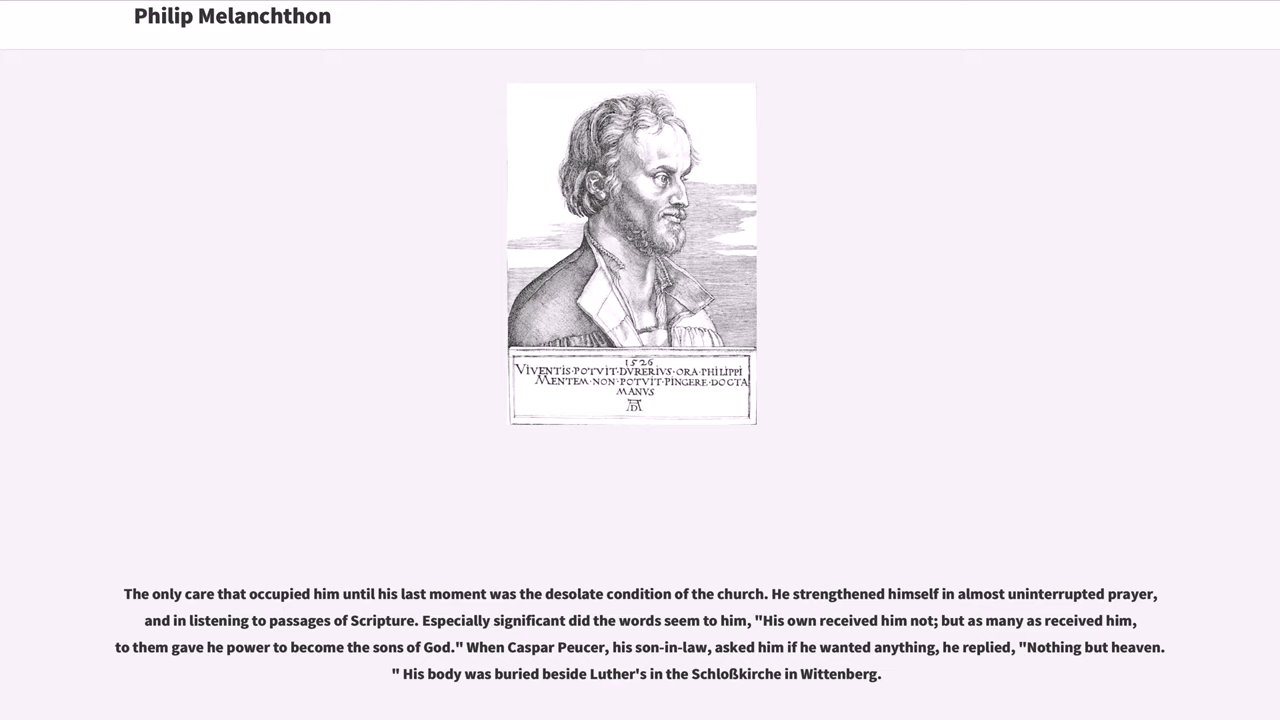 Philip Melanchthon
1526
VIVENTIS·POTVIT·DVRERIVS·ORA·PHILIPPI
MENTEM·NON·POTVIT·PINGERE·DOCTA
MANVS
AD
The only care that occupied him until his last moment was the desolate condition of the church. He strengthened himself in almost uninterrupted prayer,
and in listening to passages of Scripture. Especially significant did the words seem to him, "His own received him not; but as many as received him,
to them gave he power to become the sons of God." When Caspar Peucer, his son-in-law, asked him if he wanted anything, he replied, "Nothing but heaven.
" His body was buried beside Luther's in the Schloßkirche in Wittenberg.